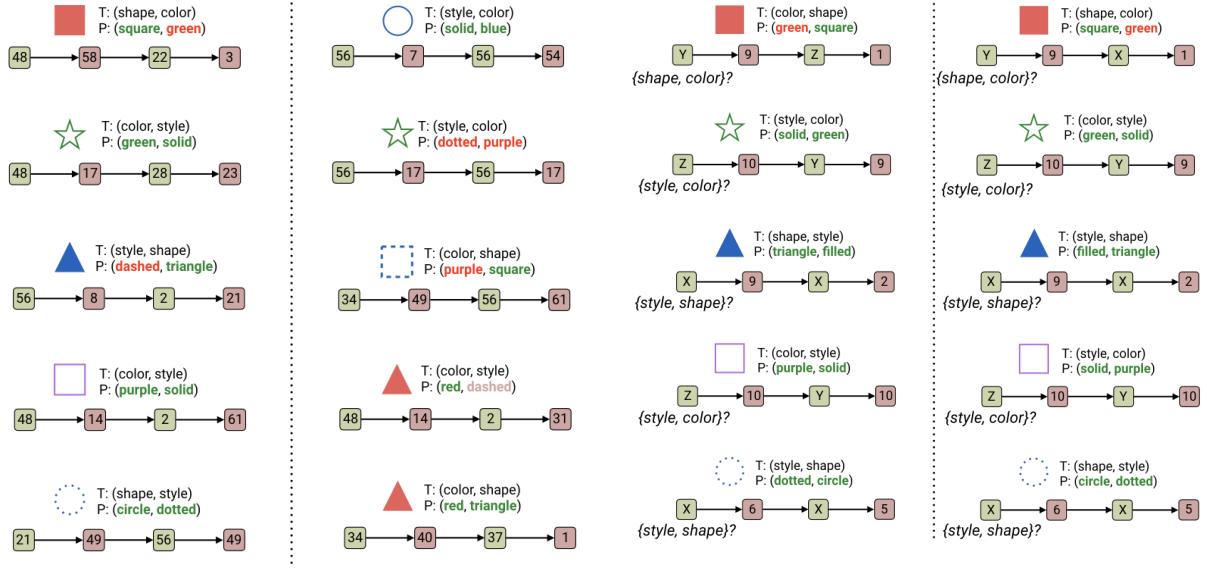 T: (shape, color)
P: (square, green)
48 58 22 3
T: (color, style)
P: (green, solid)
48 17 28 23
T: (style, shape)
P: (dashed, triangle)
56 8 2 21
T: (color, style)
P: (purple, solid)
48 14 2 61
T: (shape, style)
P: (circle, dotted)
21 49 56 49
T: (style, color)
P: (solid, blue)
56 7 56 54
T: (style, color)
P: (dotted, purple)
56 17 56 17
T: (color, shape)
P: (purple, square)
34 49 56 61
T: (color, style)
P: (red, dashed)
48 14 2 31
T: (color, shape)
P: (red, triangle)
34 40 37 1
T: (color, shape)
P: (green, square)
Y 9 Z 1
{shape, color}?
T: (style, color)
P: (solid, green)
Z 10 Y 9
{style, color}?
T: (shape, style)
P: (triangle, filled)
X 9 X 2
{style, shape}?
T: (color, style)
P: (purple, solid)
Z 10 Y 10
{style, color}?
T: (style, shape)
P: (dotted, circle)
X 6 X 5
{style, shape}?
T: (shape, color)
P: (square, green)
Y 9 X 1
{shape, color}?
T: (color, style)
P: (green, solid)
Z 10 Y 9
{style, color}?
T: (style, shape)
P: (filled, triangle)
X 9 X 2
{style, shape}?
T: (style, color)
P: (solid, purple)
Z 10 Y 10
{style, color}?
T: (shape, style)
P: (circle, dotted)
X 6 X 5
{style, shape}?